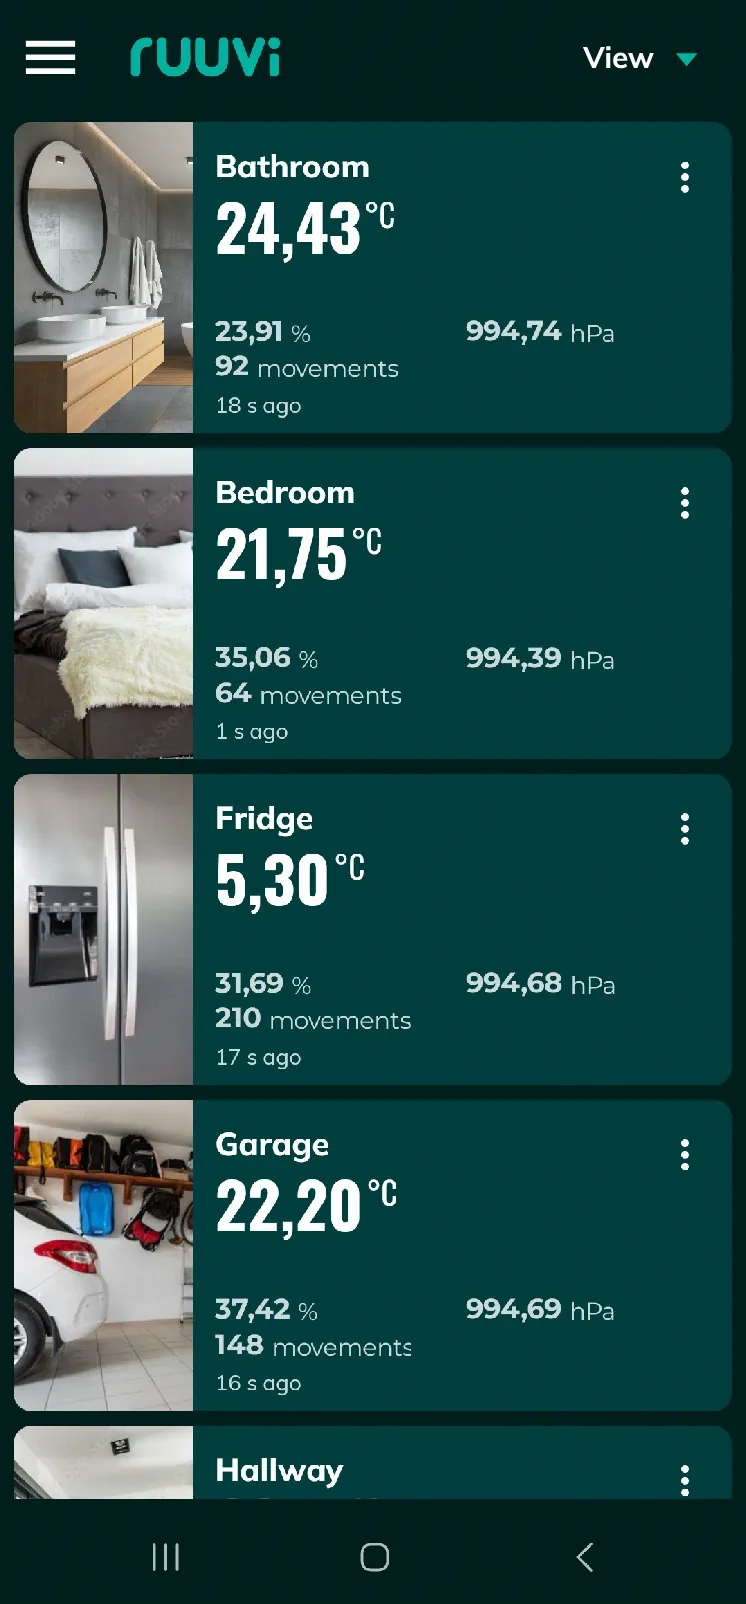 ruuvi
View
Bathroom
24,43 °C
23,91 % 994,74 hPa
92 movements
18 s ago
Bedroom
21,75 °C
35,06 % 994,39 hPa
64 movements
1 s ago
Fridge
5,30 °C
31,69 % 994,68 hPa
210 movements
17 s ago
Garage
22,20 °C
37,42 % 994,69 hPa
148 movements
16 s ago
Hallway